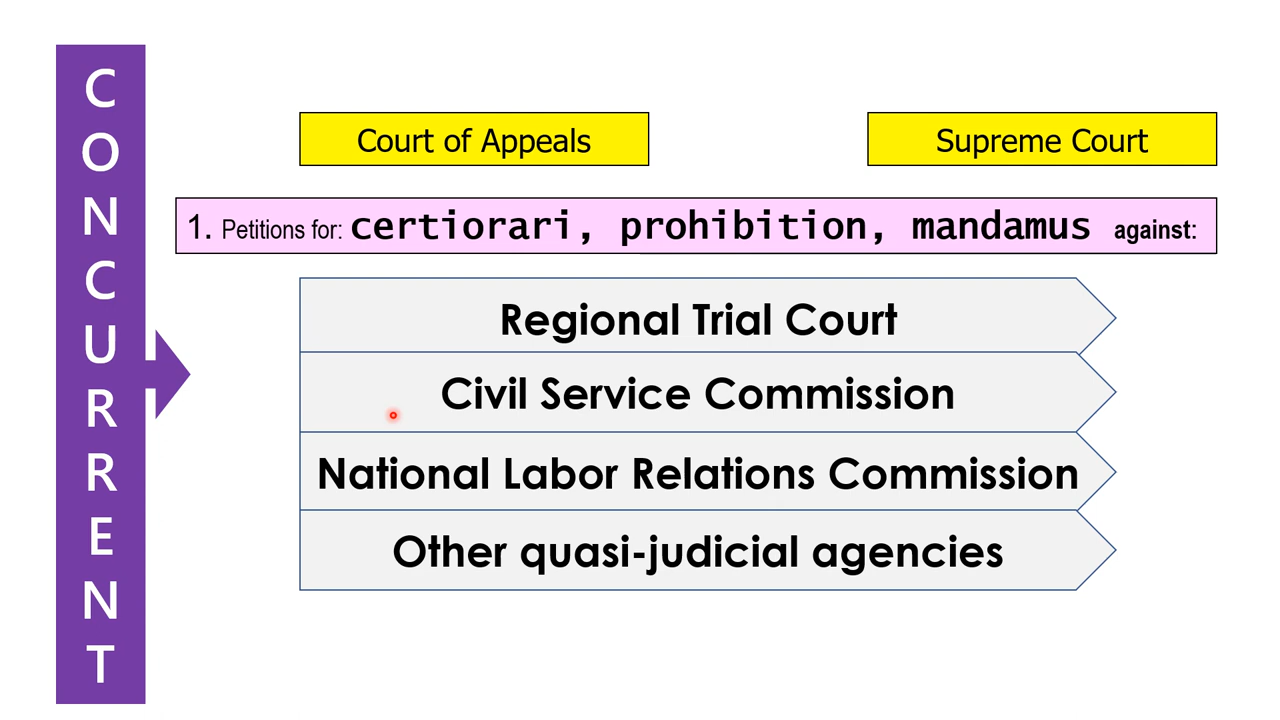 CONCURRENT
Court of Appeals
Supreme Court
1. Petitions for: certiorari, prohibition, mandamus against:
Regional Trial Court
Civil Service Commission
National Labor Relations Commission
Other quasi-judicial agencies